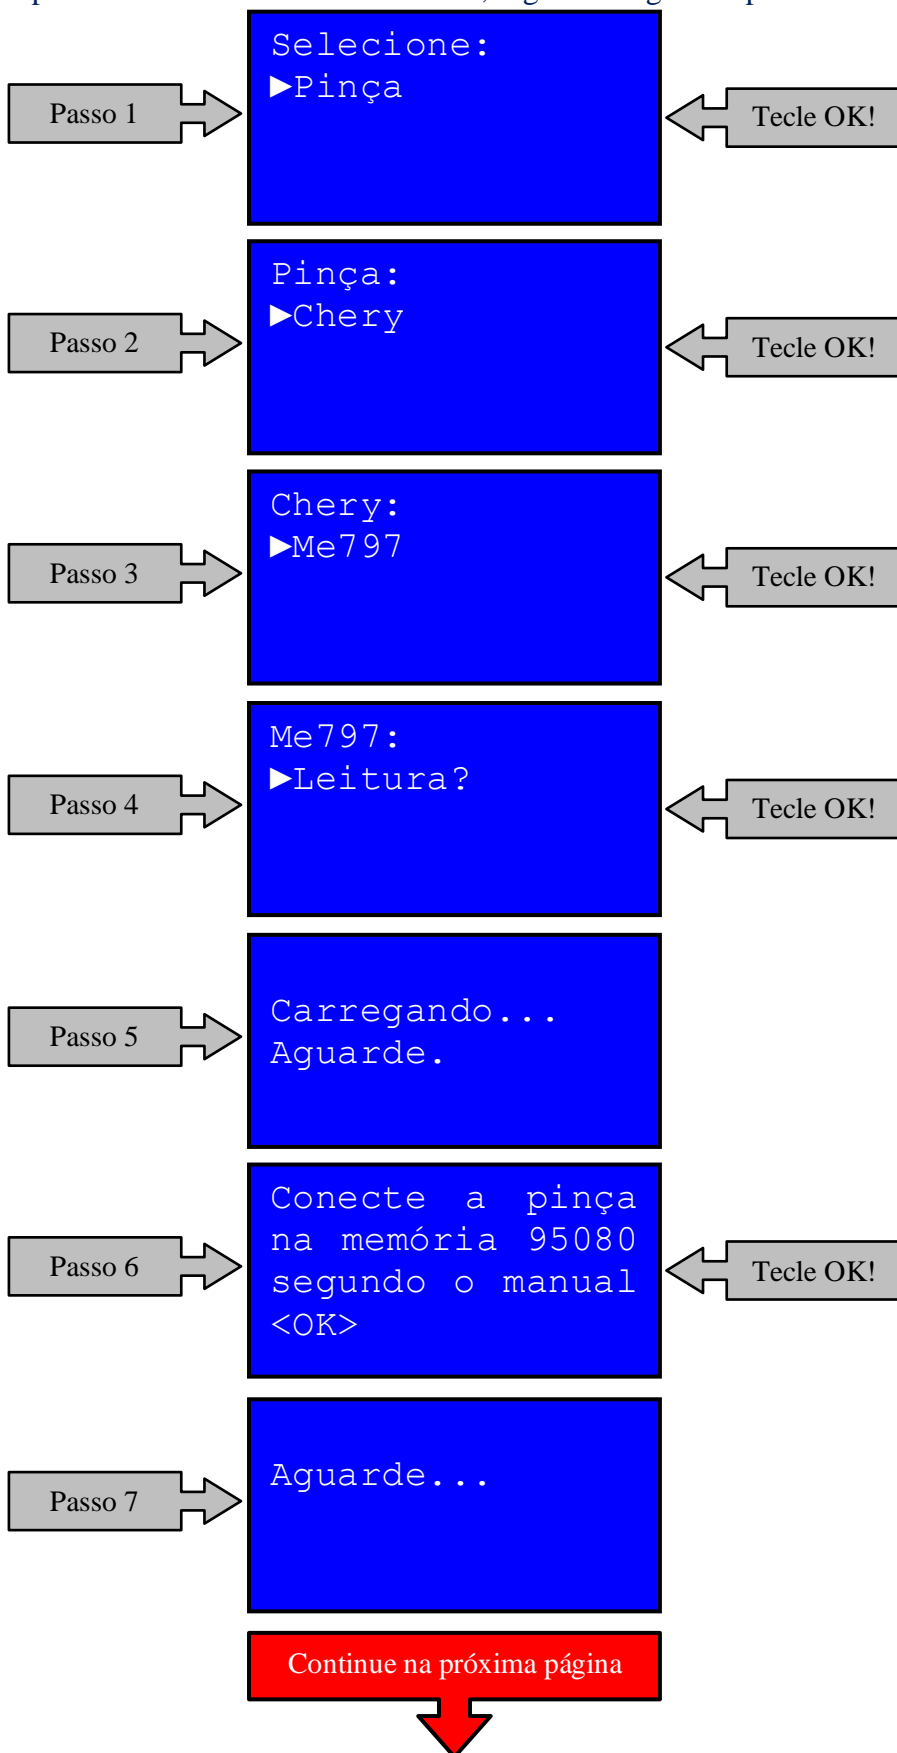 Selecione:
►Pinça
Passo 1
Tecle OK!
Pinça:
►Chery
Passo 2
Tecle OK!
Chery:
►Me797
Passo 3
Tecle OK!
Me797:
►Leitura?
Passo 4
Tecle OK!
Carregando...
Aguarde.
Passo 5
Conecte a pinça
na memória 95080
segundo o manual
<OK>
Passo 6
Tecle OK!
Aguarde...
Passo 7
Continue na próxima página